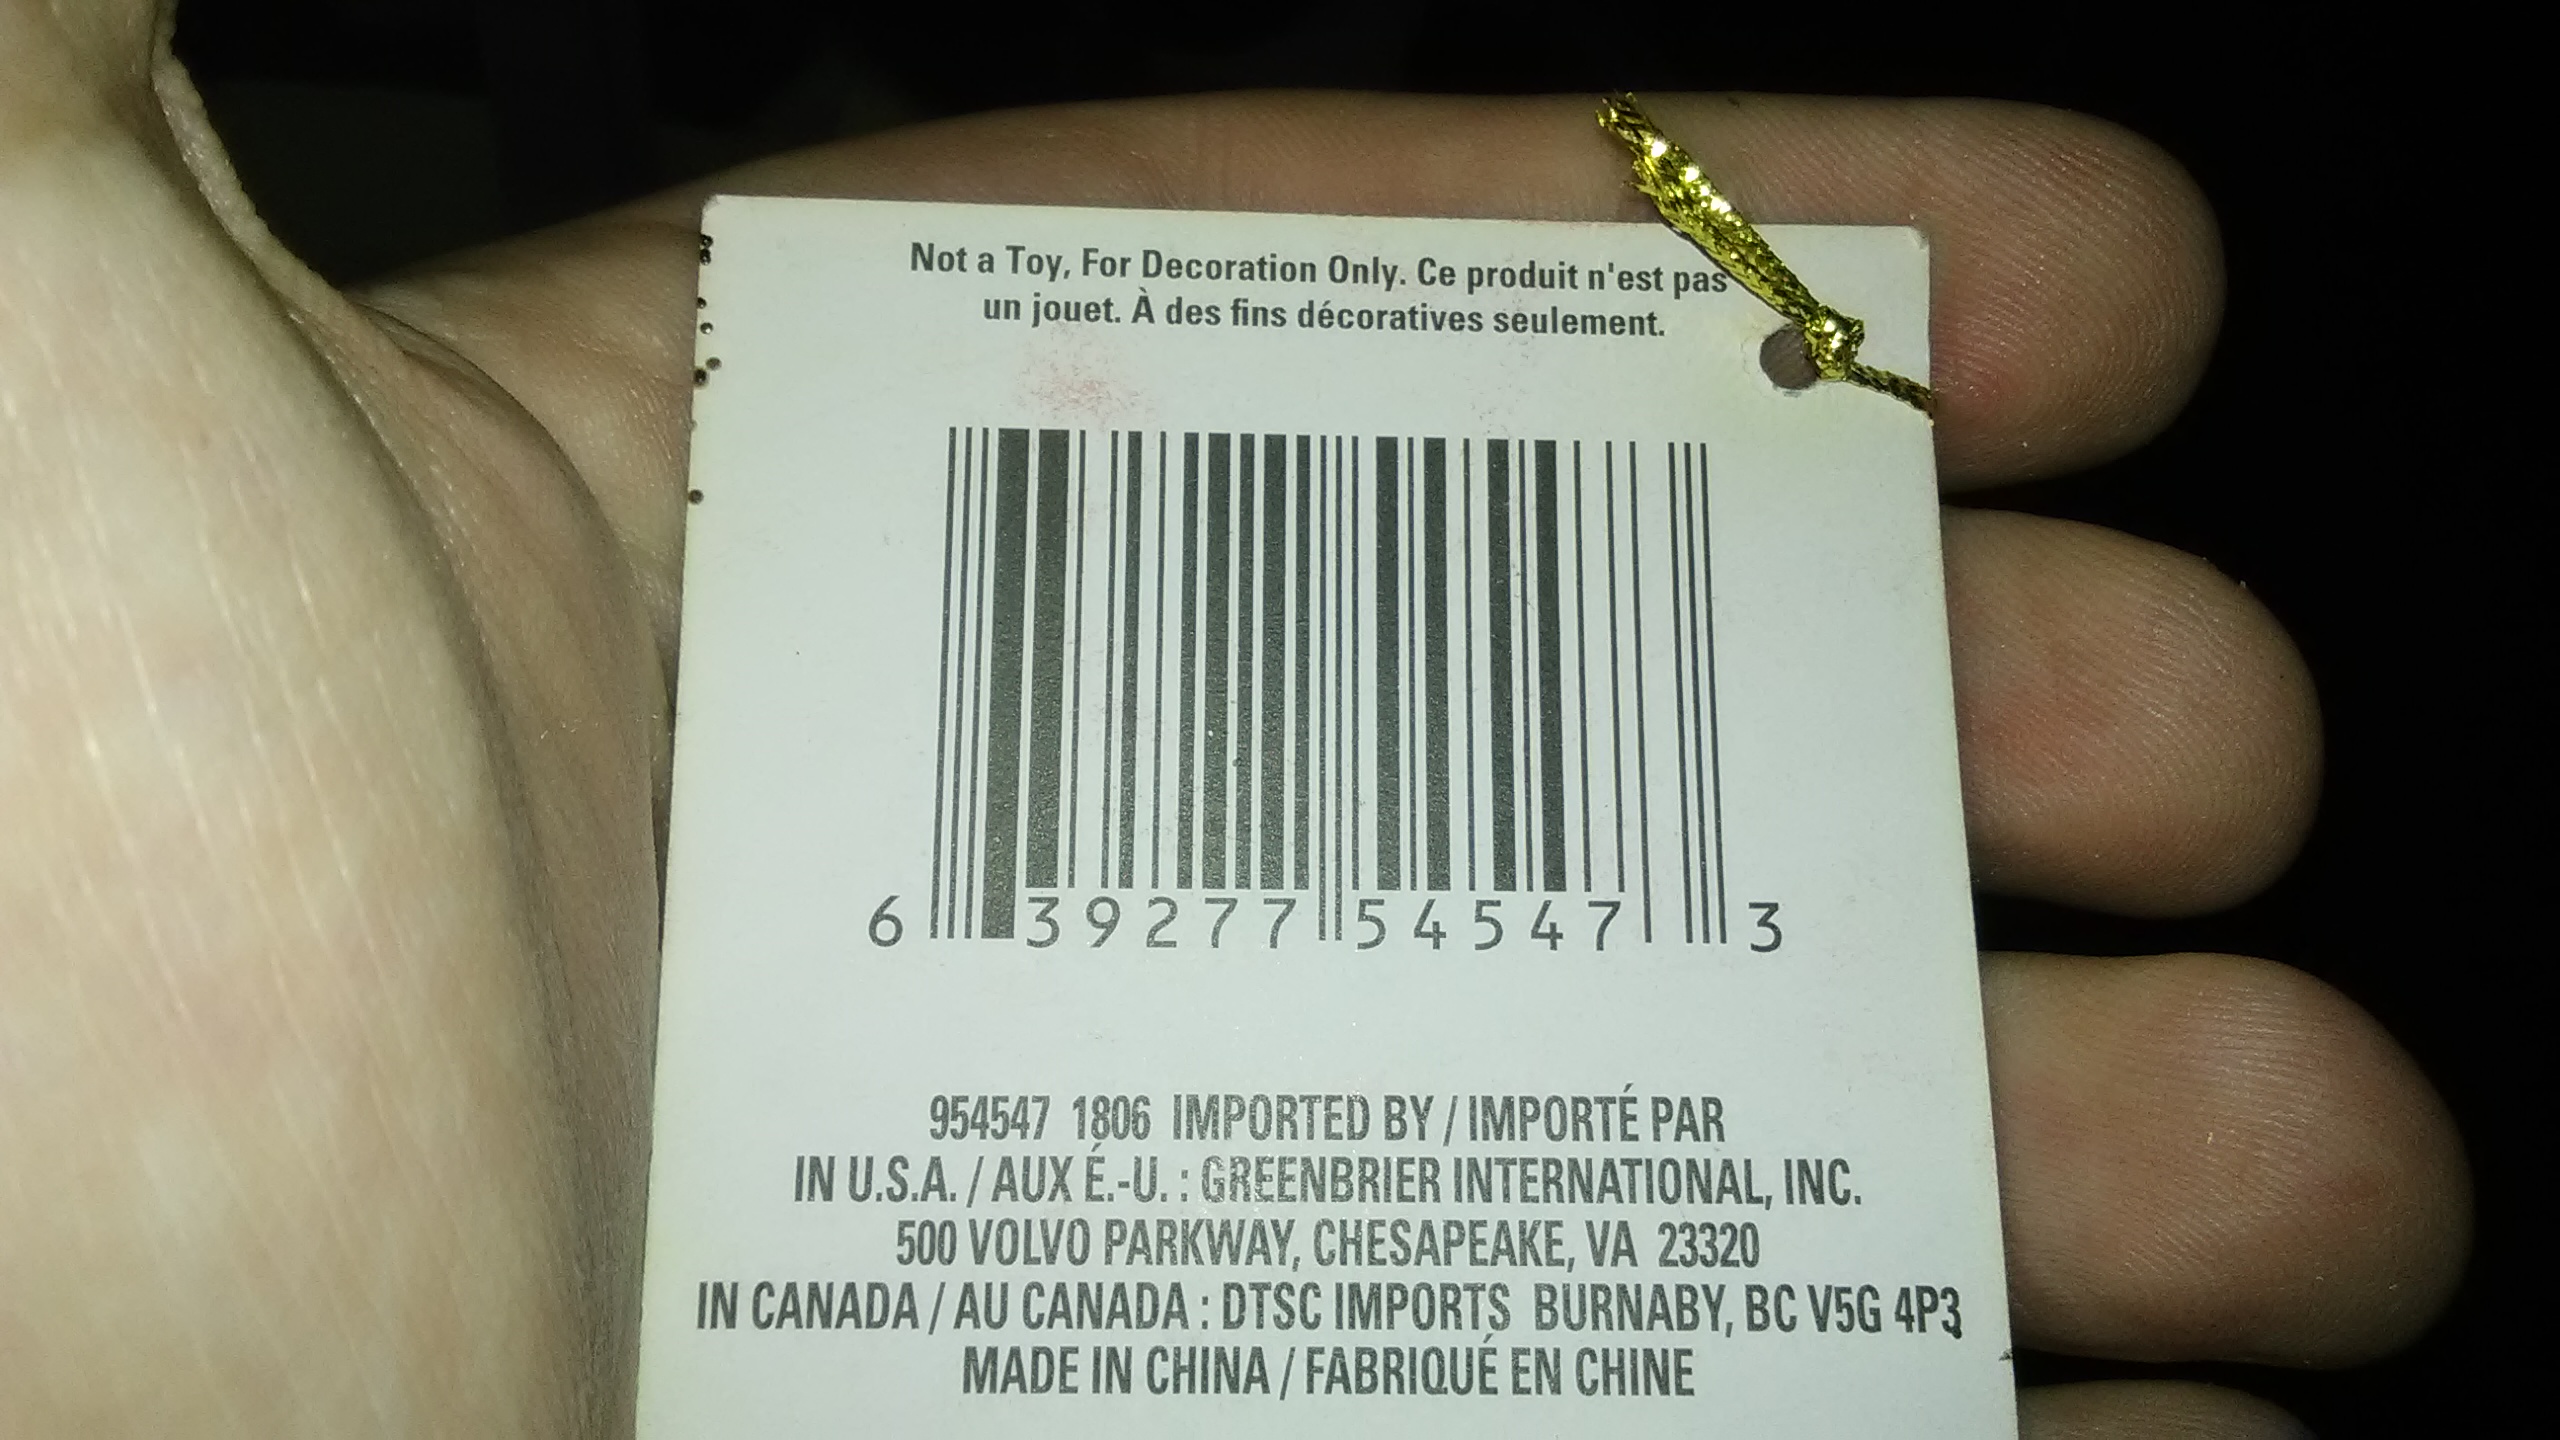 Not a Toy, For Decoration Only. Ce produit n'est pas
un jouet. À des fins décoratives seulement.
6 39277 54547 3
954547 1806 IMPORTED BY / IMPORTÉ PAR
IN U.S.A. / AUX É.-U. : GREENBRIER INTERNATIONAL, INC.
500 VOLVO PARKWAY, CHESAPEAKE, VA 23320
IN CANADA / AU CANADA : DTSC IMPORTS BURNABY, BC V5G 4P3
MADE IN CHINA / FABRIQUÉ EN CHINE